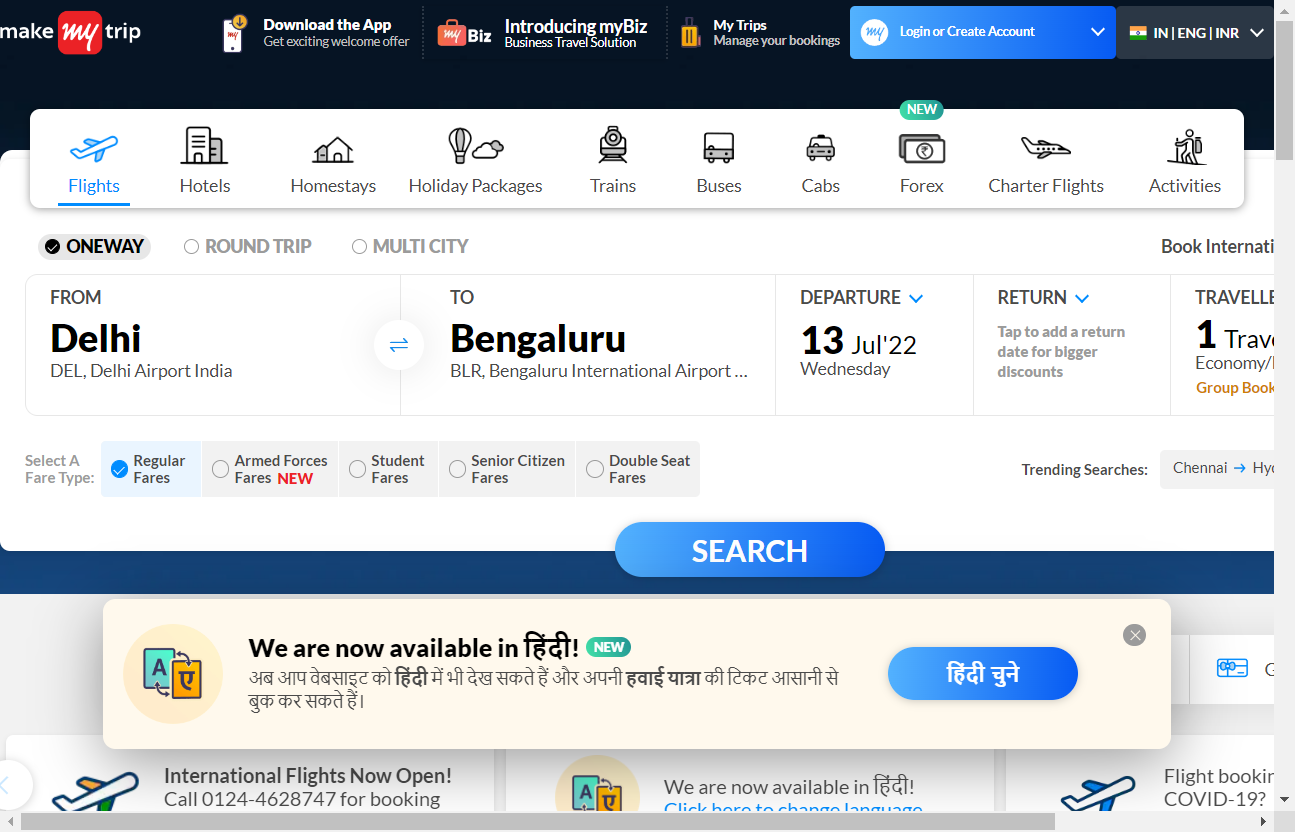 make my trip
Download the App
Get exciting welcome offer
my Biz
Introducing myBiz
Business Travel Solution
My Trips
Manage your bookings
my Login or Create Account
IN | ENG | INR
NEW
Flights Hotels Homestays Holiday Packages Trains Buses Cabs Forex Charter Flights Activities
ONEWAY ROUND TRIP MULTI CITY
Book Internati
FROM
Delhi
DEL, Delhi Airport India
TO
Bengaluru
BLR, Bengaluru International Airport ...
DEPARTURE
13 Jul'22
Wednesday
RETURN
Tap to add a return
date for bigger
discounts
TRAVELLE
1 Trave
Economy/
Group Book
Select A
Fare Type:
Regular
Fares
Armed Forces
Fares NEW
Student
Fares
Senior Citizen
Fares
Double Seat
Fares
Trending Searches:
Chennai → Hyd
SEARCH
We are now available in हिंदी! NEW
अब आप वेबसाइट को हिंदी में भी देख सकते हैं और अपनी हवाई यात्रा की टिकट आसानी से
बुक कर सकते हैं।
A ए
हिंदी चुने
G
International Flights Now Open!
Call 0124-4628747 for booking
A ए
We are now available in हिंदी!
Click here to change language
Flight bookin
COVID-19?